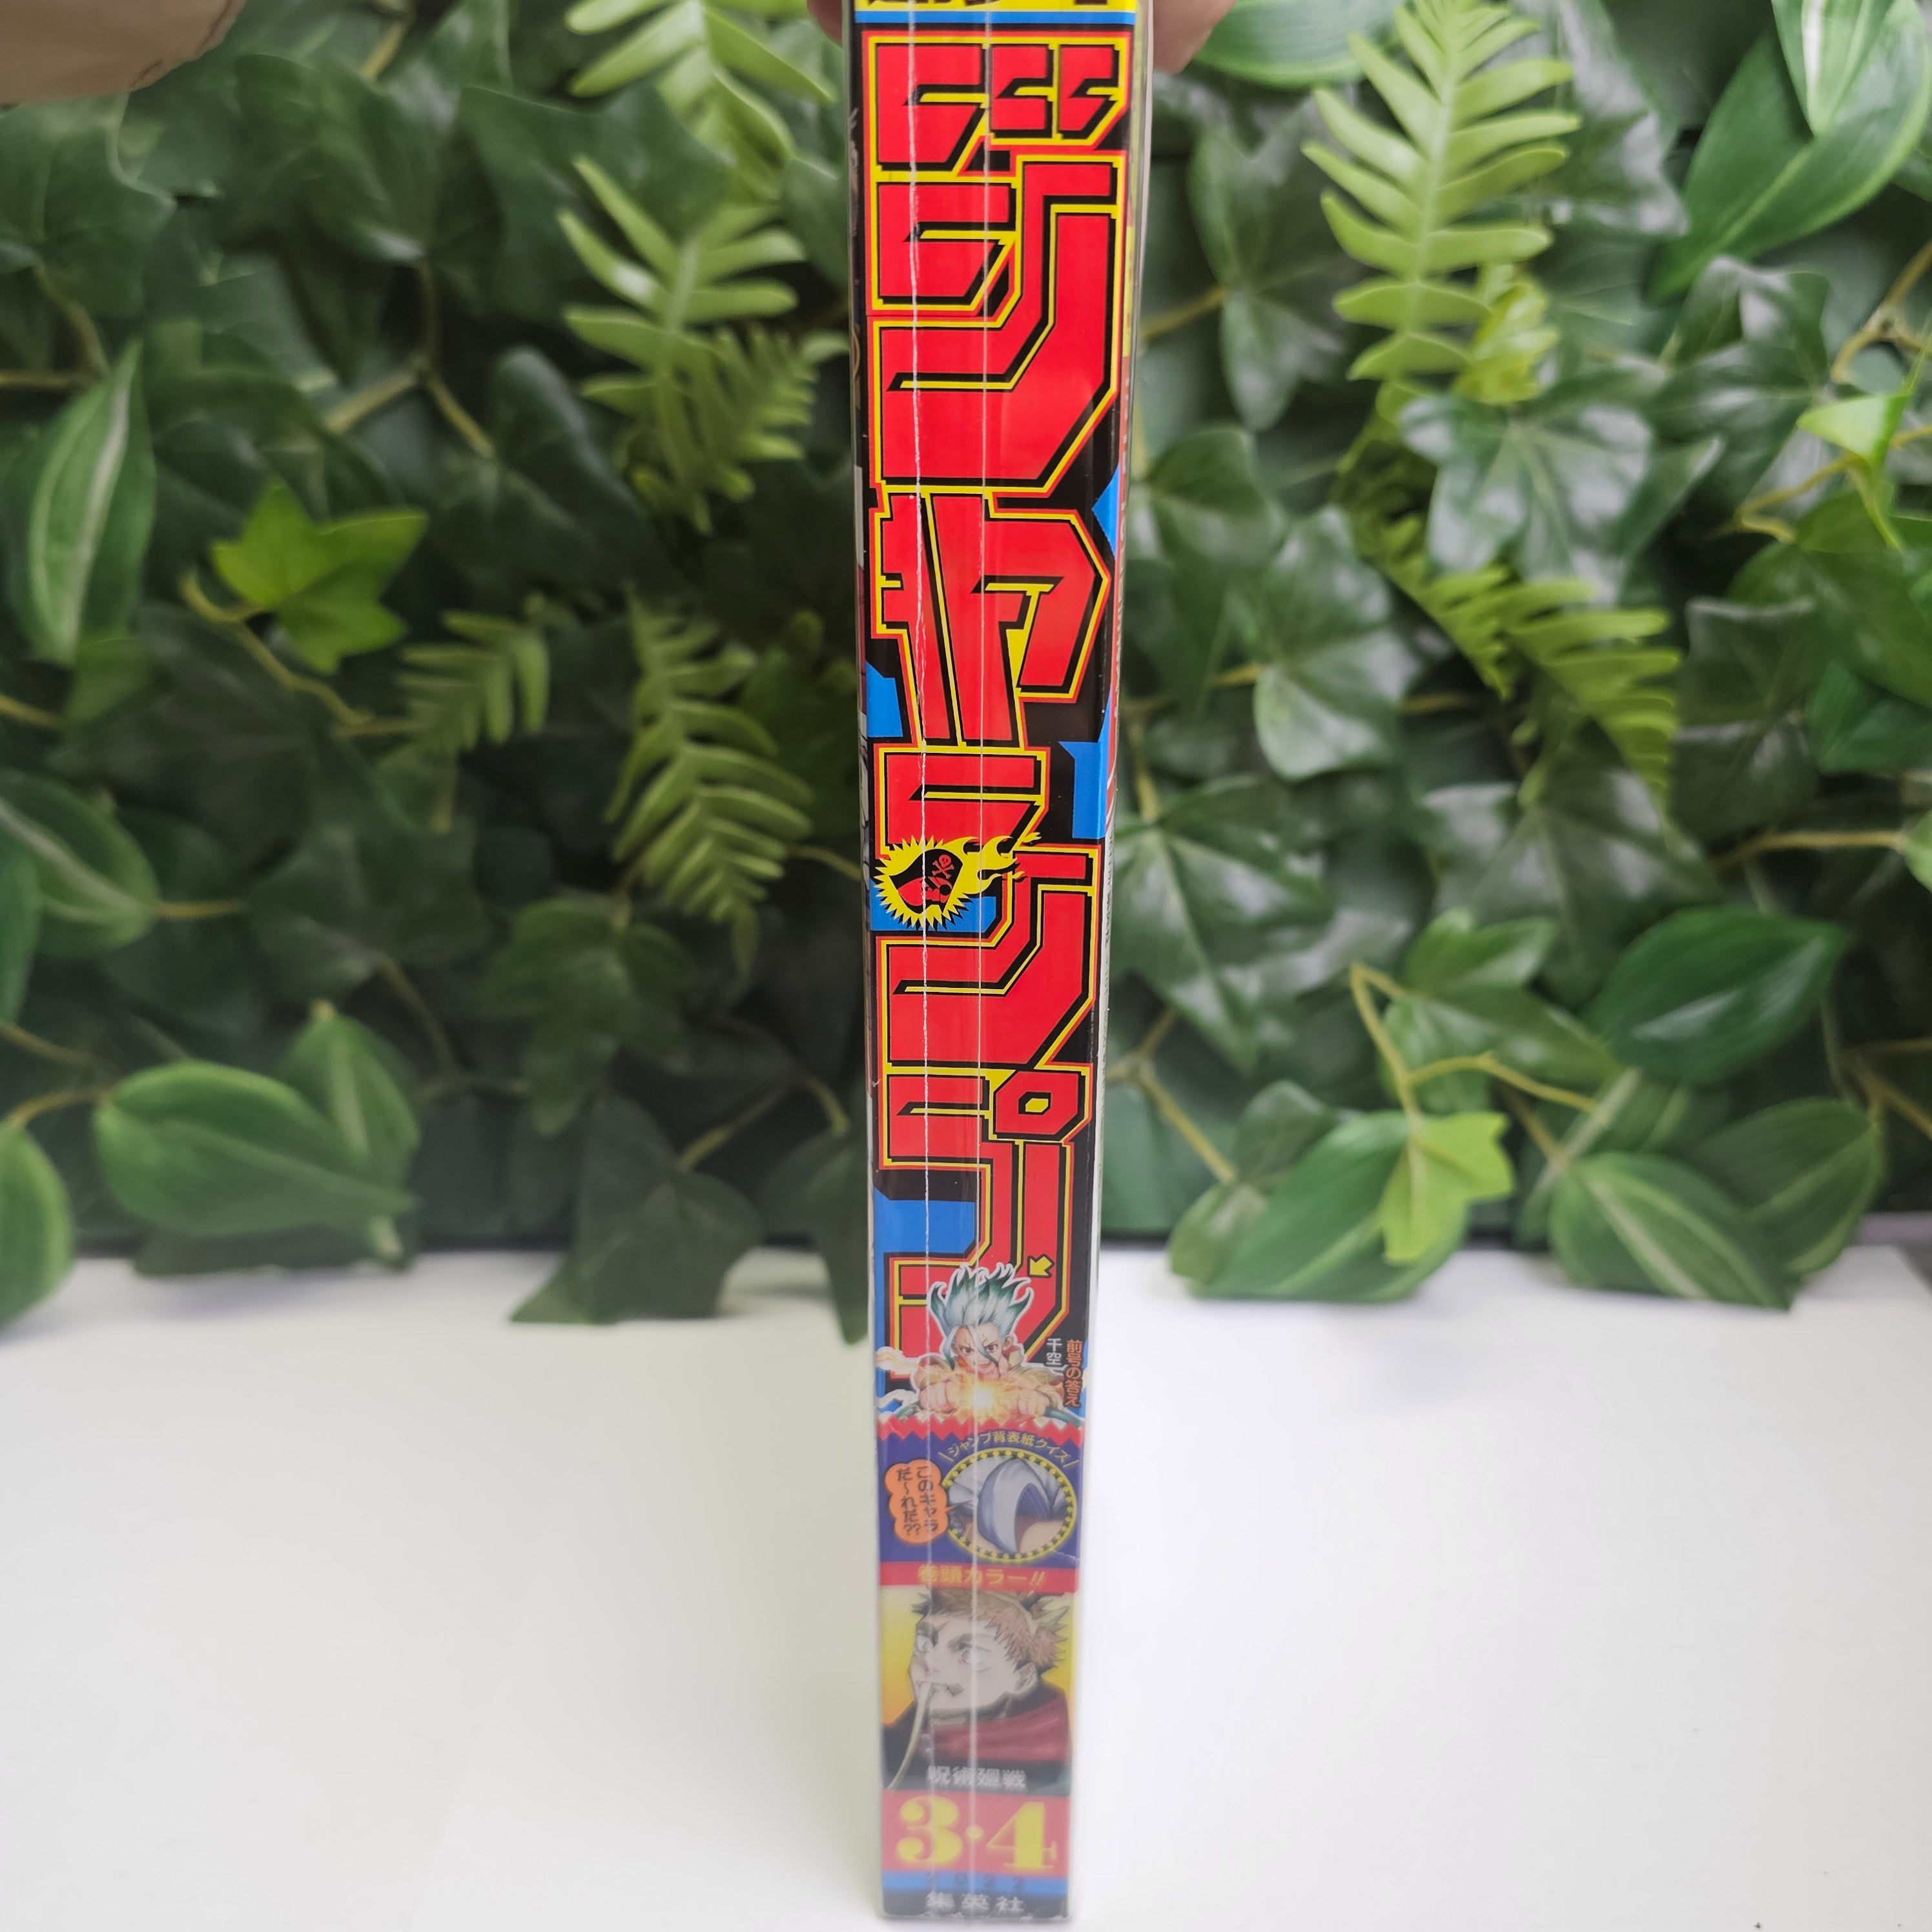 ジャンプ
前号の答え
千空
ジャンプ背表紙クイズ
このキャラ
だ〜れだ??
巻頭カラー!!
呪術廻戦
3・4
2022
集英社